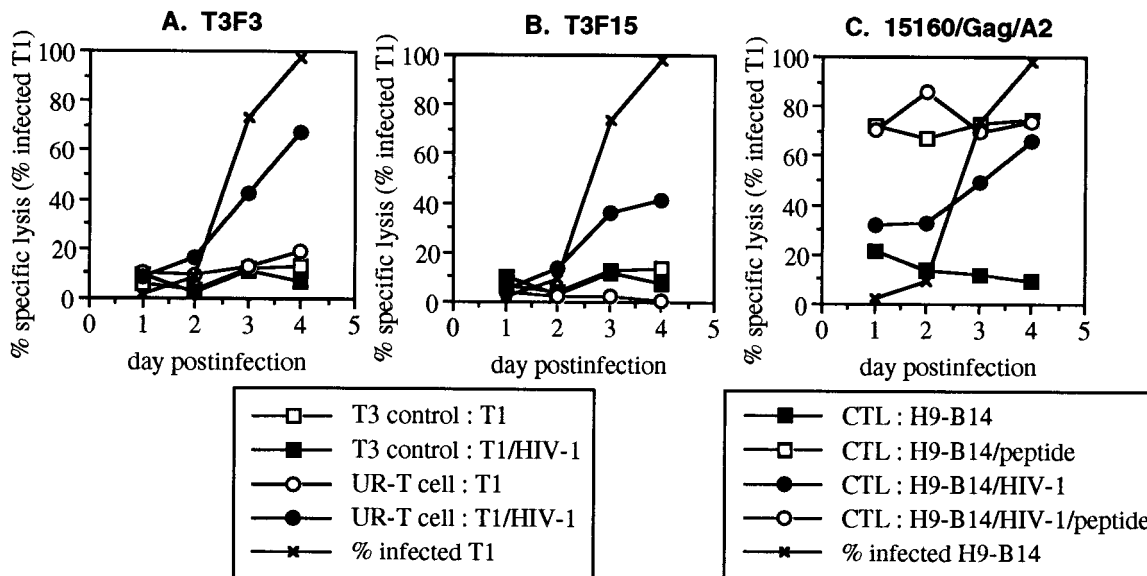 A. T3F3
B. T3F15
C. 15160/Gag/A2
% specific lysis (% infected T1)
100
80
60
40
20
0
0 1 2 3 4 5
day postinfection
% specific lysis (% infected T1)
100
80
60
40
20
0
0 1 2 3 4 5
day postinfection
% specific lysis (% infected T1)
100
80
60
40
20
0
0 1 2 3 4 5
day postinfection
T3 control : T1
T3 control : T1/HIV-1
UR-T cell : T1
UR-T cell : T1/HIV-1
% infected T1
CTL : H9-B14
CTL : H9-B14/peptide
CTL : H9-B14/HIV-1
CTL : H9-B14/HIV-1/peptide
% infected H9-B14